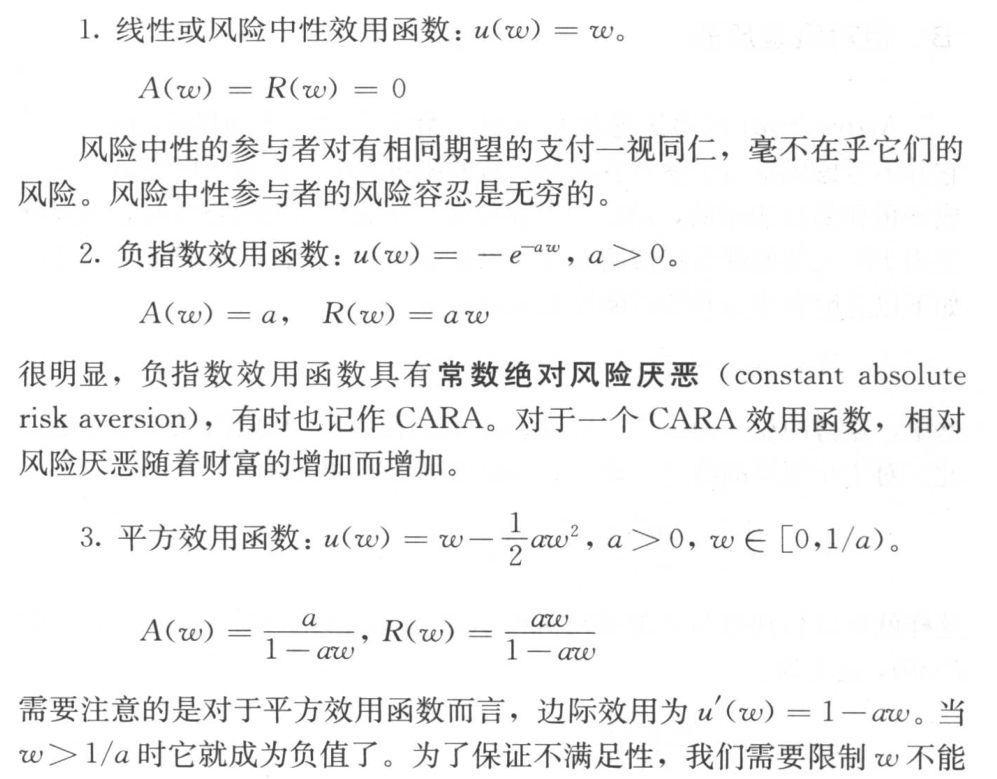 1. 线性或风险中性效用函数：u(w) = w。
A(w) = R(w) = 0
风险中性的参与者对有相同期望的支付一视同仁，毫不在乎它们的
风险。风险中性参与者的风险容忍是无穷的。
2. 负指数效用函数：u(w) = －e^{-aw}，a > 0。
A(w) = a， R(w) = aw
很明显，负指数效用函数具有常数绝对风险厌恶（constant absolute
risk aversion），有时也记作 CARA。对于一个 CARA 效用函数，相对
风险厌恶随着财富的增加而增加。
3. 平方效用函数：u(w) = w－\frac{1}{2}aw²，a > 0，w ∈ [0,1/a)。
A(w) = \frac{a}{1－aw}，R(w) = \frac{aw}{1－aw}
需要注意的是对于平方效用函数而言，边际效用为 u′(w) = 1－aw。当
w > 1/a 时它就成为负值了。为了保证不满足性，我们需要限制 w 不能